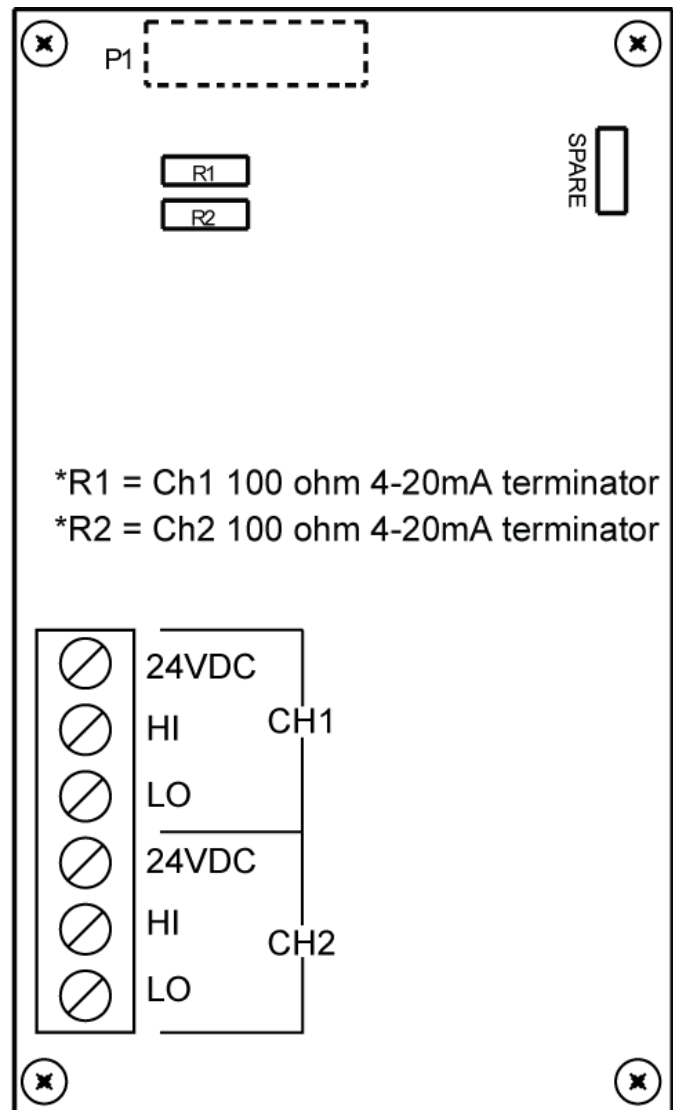 P1
R1
SPARE
R2
*R1 = Ch1 100 ohm 4-20mA terminator
*R2 = Ch2 100 ohm 4-20mA terminator
24VDC
HI
CH1
LO
24VDC
HI
CH2
LO